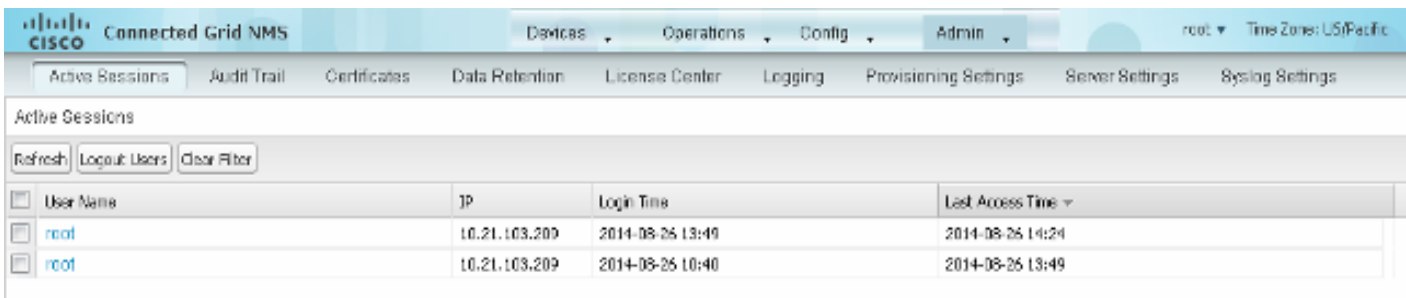 CISCO Connected Grid NMS Devices Operations Config Admin root Time Zone: US/Pacific
Active Sessions Audit Trail Certificates Data Retention License Center Logging Provisioning Settings Server Settings Syslog Settings
Active Sessions
Refresh Logout Users Clear Filter
User Name IP Login Time Last Access Time
root 10.21.103.209 2014-08-26 13:49 2014-08-26 14:24
root 10.21.103.209 2014-08-26 10:40 2014-08-26 13:49